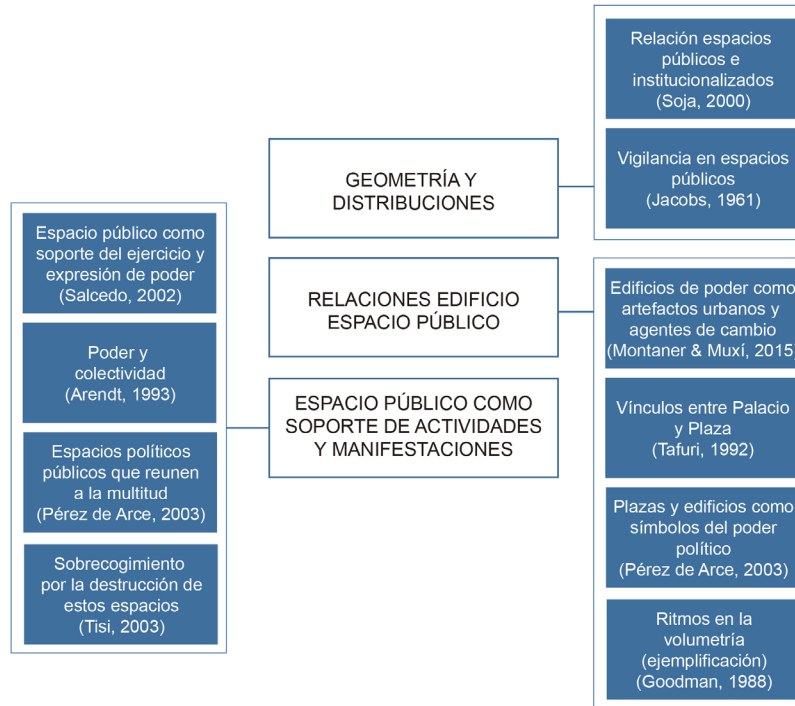 Relación espacios
públicos e
institucionalizados
(Soja, 2000)
Vigilancia en espacios
públicos
(Jacobs, 1961)
GEOMETRÍA Y
DISTRIBUCIONES
Espacio público como
soporte del ejercicio y
expresión de poder
(Salcedo, 2002)
Poder y
colectividad
(Arendt, 1993)
Espacios políticos
públicos que reunen
a la multitud
(Pérez de Arce, 2003)
Sobrecogimiento
por la destrucción de
estos espacios
(Tisi, 2003)
RELACIONES EDIFICIO
ESPACIO PÚBLICO
ESPACIO PÚBLICO COMO
SOPORTE DE ACTIVIDADES
Y MANIFESTACIONES
Edificios de poder como
artefactos urbanos y
agentes de cambio
(Montaner & Muxí, 2015)
Vínculos entre Palacio
y Plaza
(Tafuri, 1992)
Plazas y edificios como
símbolos del poder
político
(Pérez de Arce, 2003)
Ritmos en la
volumetría
(ejemplificación)
(Goodman, 1988)